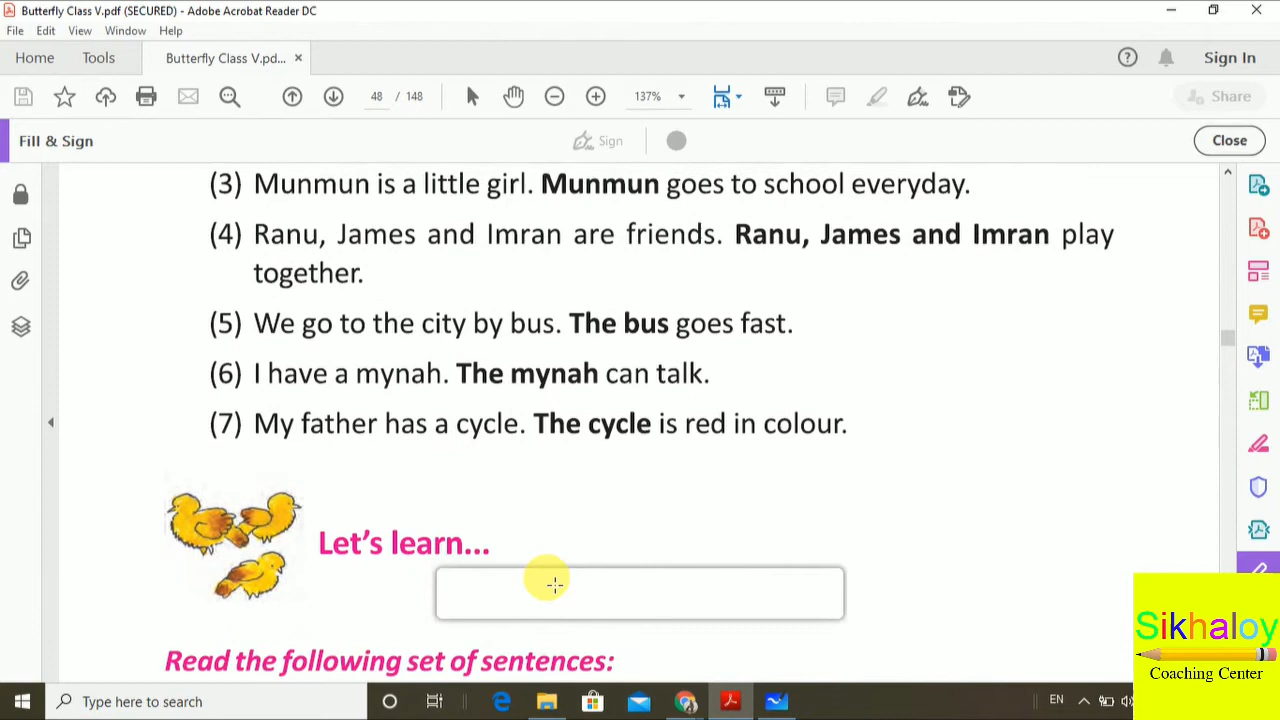 Butterfly Class V.pdf (SECURED) - Adobe Acrobat Reader DC
File Edit View Window Help
Home Tools Butterfly Class V.pd... × Sign In
48 / 148 137% Share
Fill & Sign Sign Close
(3) Munmun is a little girl. Munmun goes to school everyday.
(4) Ranu, James and Imran are friends. Ranu, James and Imran play
together.
(5) We go to the city by bus. The bus goes fast.
(6) I have a mynah. The mynah can talk.
(7) My father has a cycle. The cycle is red in colour.
Let's learn...
Read the following set of sentences:
Sikhaloy
Coaching Center
Type here to search EN